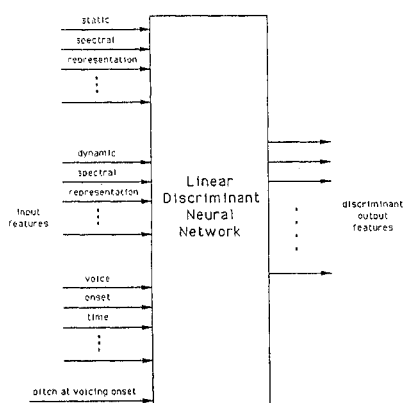 static
spectral
representation
dynamic
spectral
representation
input
features
voice
onset
time
pitch at voicing onset
Linear
Discriminant
Neural
Network
discriminant
output
features